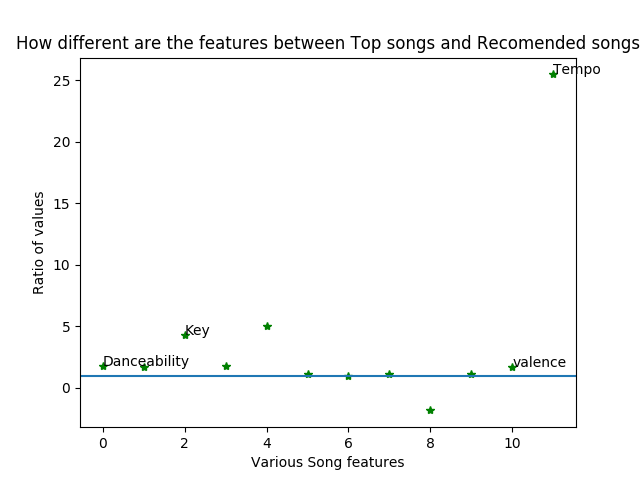 How different are the features between Top songs and Recomended songs
Tempo
25
20
15
10
5
0
Key
Danceability
valence
Ratio of values
0 2 4 6 8 10
Various Song features